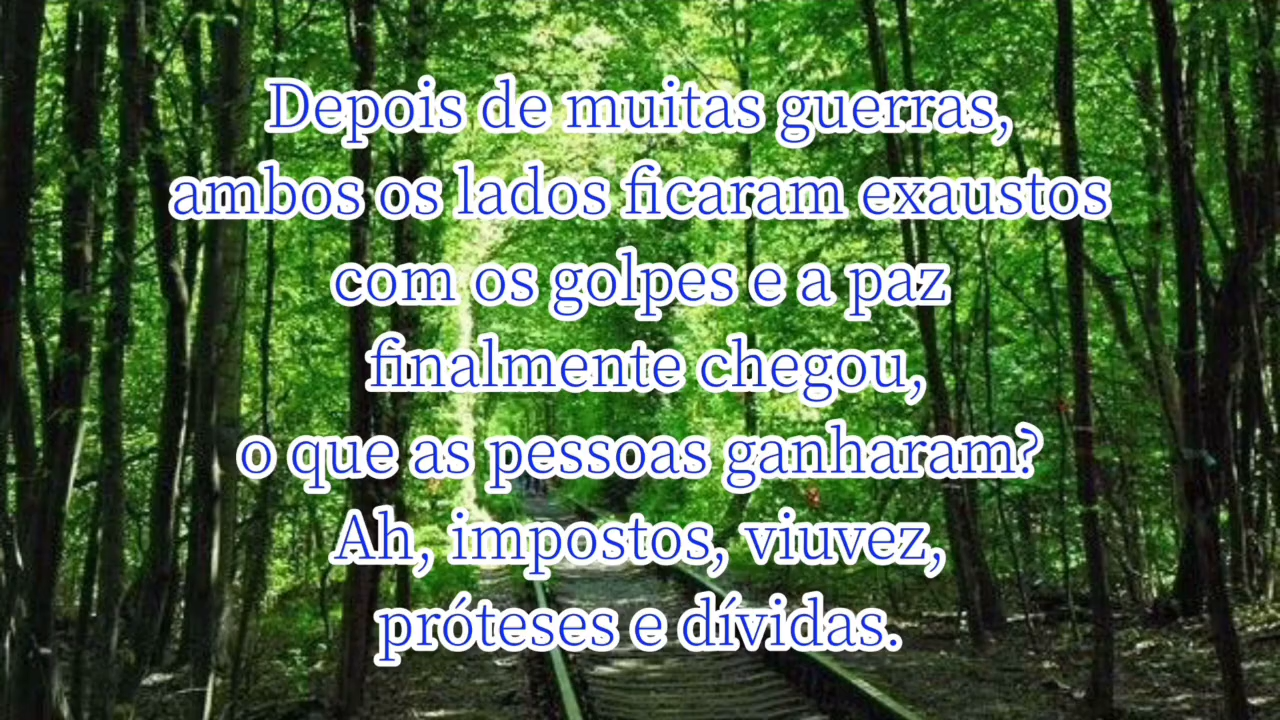 Depois de muitas guerras,
ambos os lados ficaram exaustos
com os golpes e a paz
finalmente chegou,
o que as pessoas ganharam?
Ah, impostos, viuvez,
próteses e dívidas.